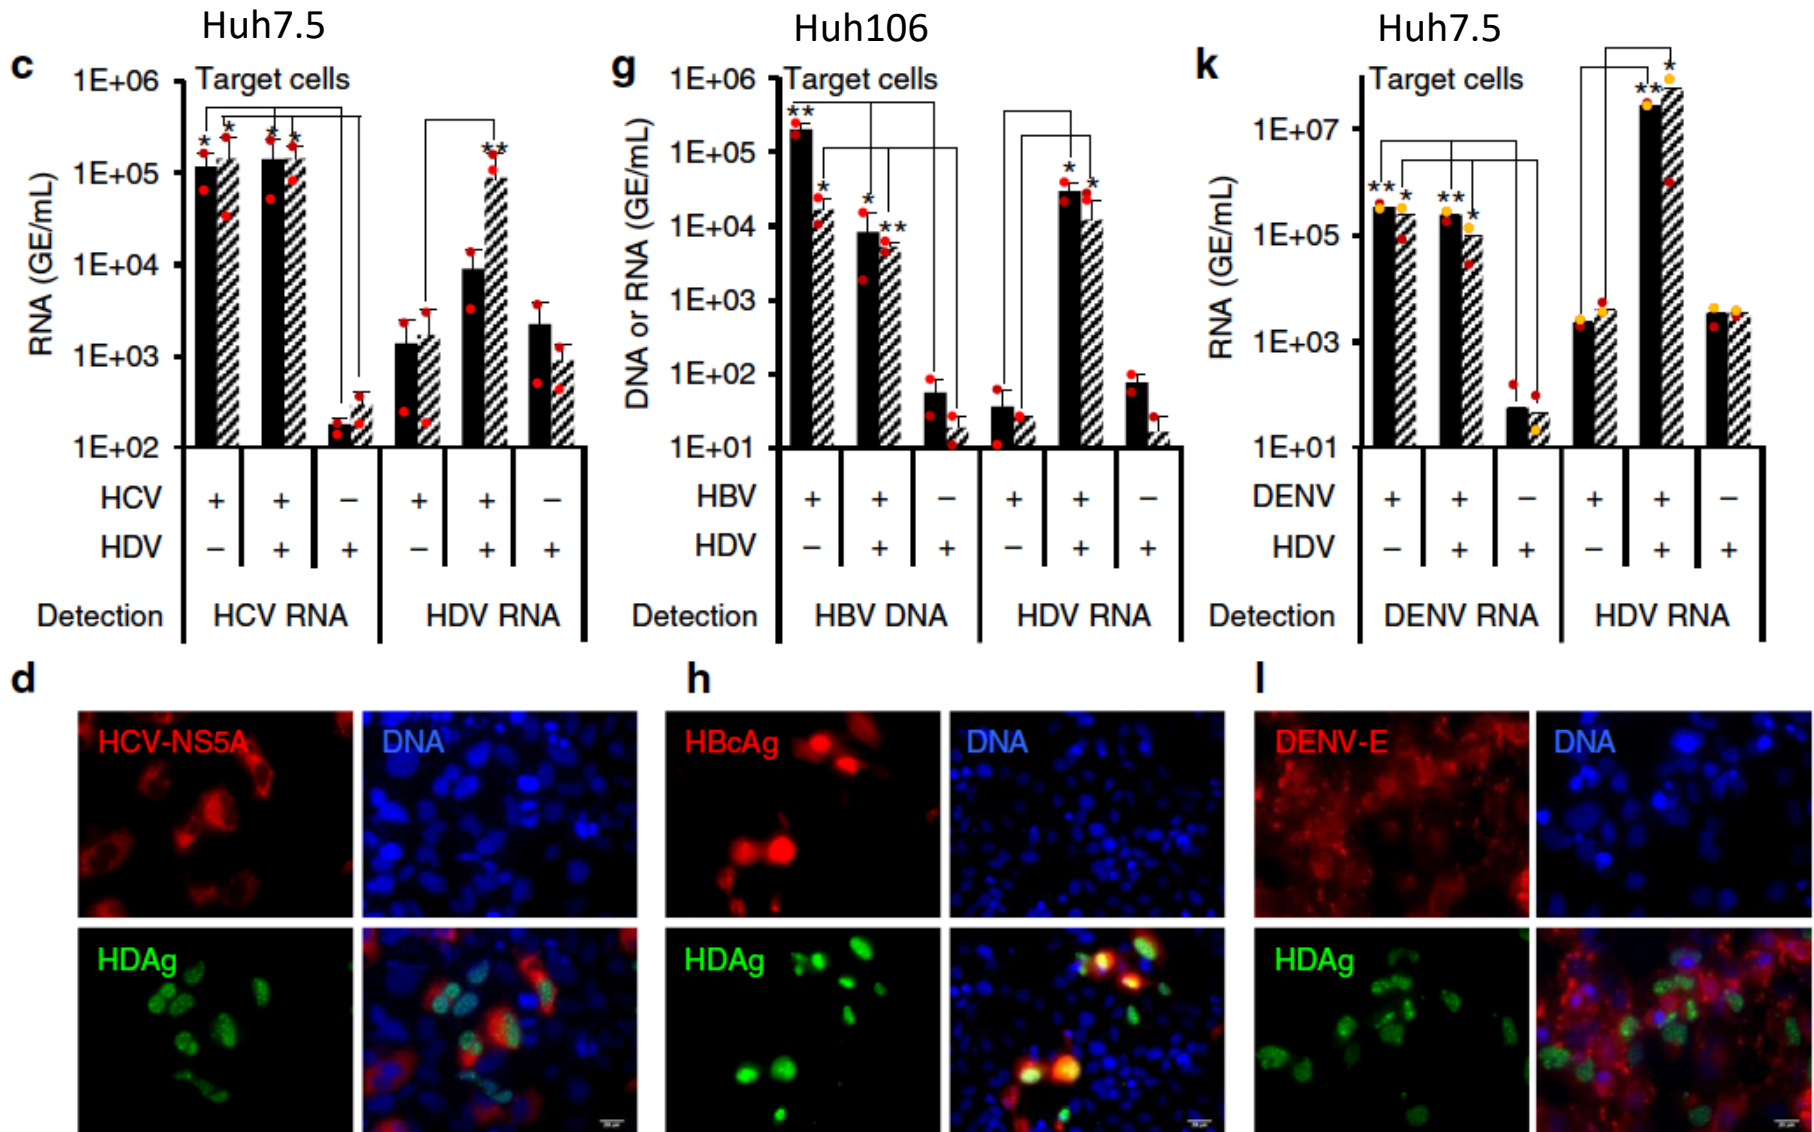 Huh7.5
Huh106
Huh7.5
c
1E+06
Target cells
1E+05
1E+04
1E+03
1E+02
RNA (GE/mL)
* * * * **
HCV + + – + + –
HDV – + + – + +
Detection HCV RNA HDV RNA
g
1E+06
Target cells
1E+05
1E+04
1E+03
1E+02
1E+01
DNA or RNA (GE/mL)
** * * ** * *
HBV + + – + + –
HDV – + + – + +
Detection HBV DNA HDV RNA
k
Target cells
1E+07
1E+05
1E+03
1E+01
RNA (GE/mL)
** * ** * ** *
DENV + + – + + –
HDV – + + – + +
Detection DENV RNA HDV RNA
d
HCV-NS5A
DNA
HDAg
h
HBcAg
DNA
HDAg
l
DENV-E
DNA
HDAg